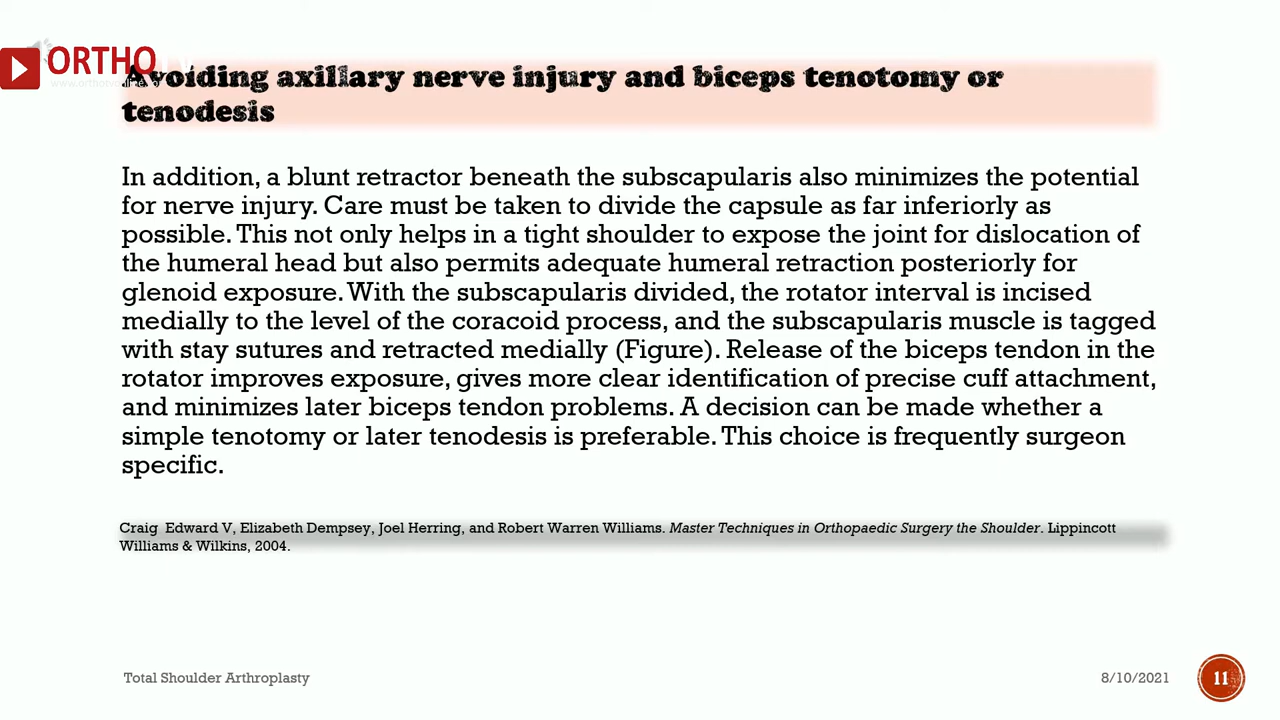 ORTHO
Avoiding axillary nerve injury and biceps tenotomy or
tenodesis
In addition, a blunt retractor beneath the subscapularis also minimizes the potential
for nerve injury. Care must be taken to divide the capsule as far inferiorly as
possible. This not only helps in a tight shoulder to expose the joint for dislocation of
the humeral head but also permits adequate humeral retraction posteriorly for
glenoid exposure. With the subscapularis divided, the rotator interval is incised
medially to the level of the coracoid process, and the subscapularis muscle is tagged
with stay sutures and retracted medially (Figure). Release of the biceps tendon in the
rotator improves exposure, gives more clear identification of precise cuff attachment,
and minimizes later biceps tendon problems. A decision can be made whether a
simple tenotomy or later tenodesis is preferable. This choice is frequently surgeon
specific.
Craig Edward V, Elizabeth Dempsey, Joel Herring, and Robert Warren Williams. Master Techniques in Orthopaedic Surgery the Shoulder. Lippincott
Williams & Wilkins, 2004.
Total Shoulder Arthroplasty
8/10/2021
11